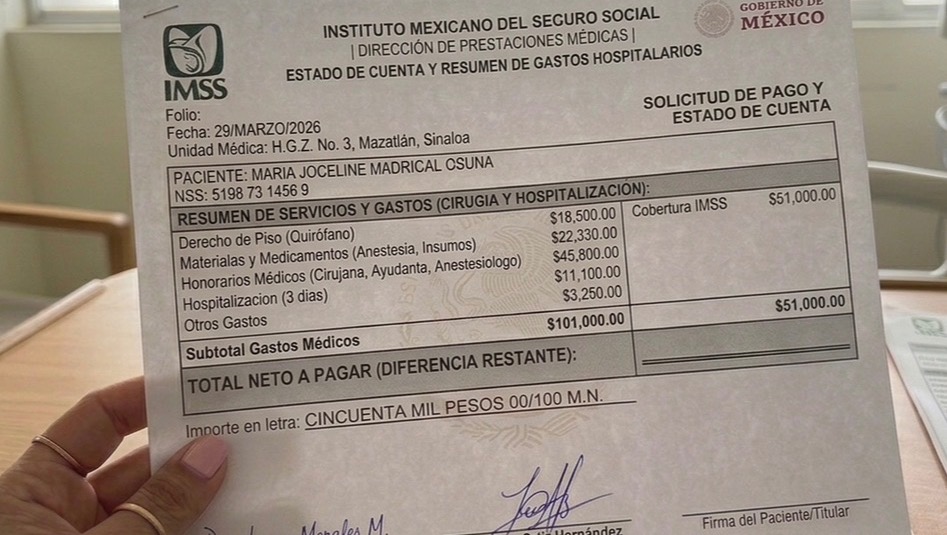 INSTITUTO MEXICANO DEL SEGURO SOCIAL
| DIRECCIÓN DE PRESTACIONES MÉDICAS |
ESTADO DE CUENTA Y RESUMEN DE GASTOS HOSPITALARIOS
GOBIERNO DE
MÉXICO
IMSS
SOLICITUD DE PAGO Y
ESTADO DE CUENTA
Folio:
Fecha: 29/MARZO/2026
Unidad Médica: H.G.Z. No. 3, Mazatlán, Sinaloa
PACIENTE: MARIA JOCELINE MADRICAL OSUNA
NSS: 5198 73 1456 9
RESUMEN DE SERVICIOS Y GASTOS (CIRUGIA Y HOSPITALIZACIÓN):
Derecho de Piso (Quirófano) $18,500.00
Materialas y Medicamentos (Anestesia, Insumos) $22,330.00
Honorarios Médicos (Cirujana, Ayudanta, Anestesiologo) $45,800.00
Hospitalizacion (3 dias) $11,100.00
Otros Gastos $3,250.00
Cobertura IMSS $51,000.00
Subtotal Gastos Médicos $101,000.00 $51,000.00
TOTAL NETO A PAGAR (DIFERENCIA RESTANTE):
Importe en letra: CINCUENTA MIL PESOS 00/100 M.N.
Morales M.
Hernández
Firma del Paciente/Titular